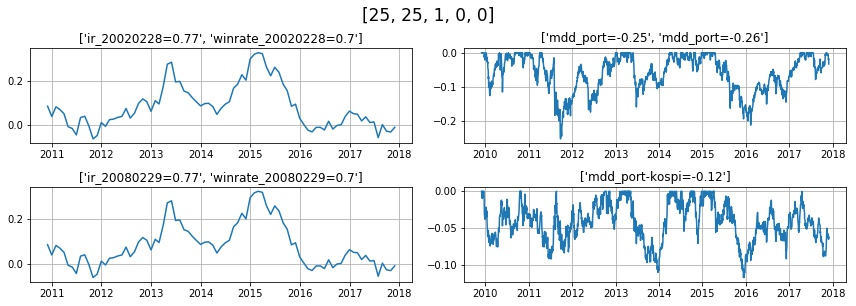 [25, 25, 1, 0, 0]
['ir_20020228=0.77', 'winrate_20020228=0.7']
0.2
0.0
2011 2012 2013 2014 2015 2016 2017 2018
['mdd_port=-0.25', 'mdd_port=-0.26']
0.0
−0.1
−0.2
2010 2011 2012 2013 2014 2015 2016 2017 2018
['ir_20080229=0.77', 'winrate_20080229=0.7']
0.2
0.0
2011 2012 2013 2014 2015 2016 2017 2018
['mdd_port-kospi=-0.12']
0.00
−0.05
−0.10
2010 2011 2012 2013 2014 2015 2016 2017 2018